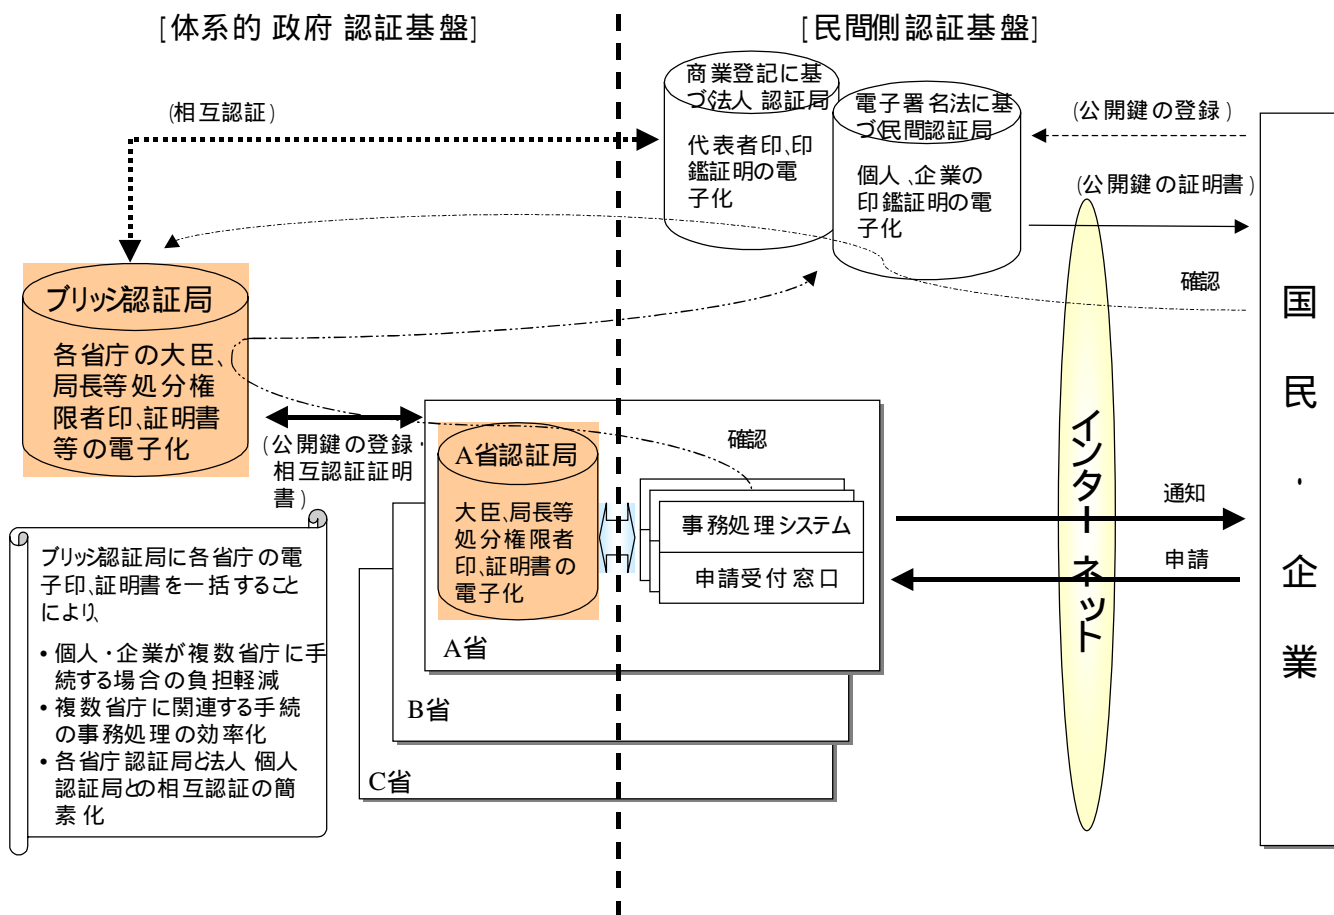 [体系的 政府 認証基盤]
[民間側 認証基盤]
(相互認証)
商業登記に基
づく法人 認証局
代表者印、印
鑑証明の電
子化
電子署名法に基
づく民間認証局
個人、企業の
印鑑証明の電
子化
(公開鍵の登録)
(公開鍵の証明書)
確認
ブリッジ認証局
各省庁の大臣、
局長等処分権
限者印、証明書
等の電子化
(公開鍵の登録・
相互認証証明
書)
A省認証局
大臣、局長等
処分権限者
印、証明書の
電子化
確認
事務処理システム
申請受付窓口
A省
B省
C省
ブリッジ認証局に各省庁の電
子印、証明書を一括すること
により、
・個人・企業が複数省庁に手
続する場合の負担軽減
・複数省庁に関連する手続
の事務処理の効率化
・各省庁認証局と法人 個人
認証局との相互認証の簡
素化
インターネット
通知
申請
国民・企業